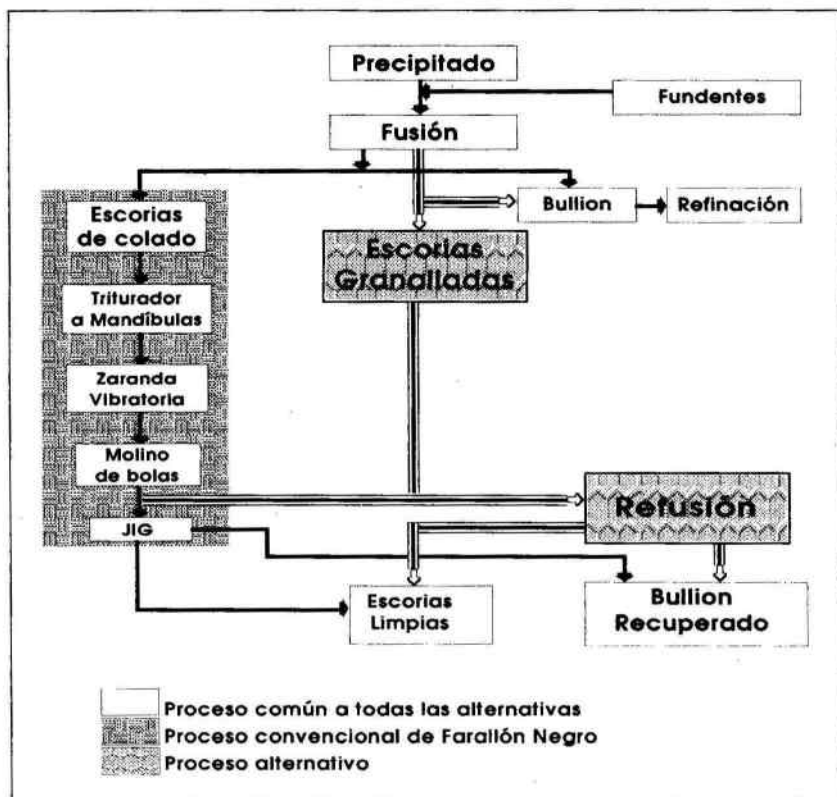 Precipitado
Fundentes
Fusión
Escorias
de colado
Bullion
Refinación
Escorias
Granalladas
Triturador
a Mandíbulas
Zaranda
Vibratoria
Molino
de bolas
Refusión
JIG
Escorias
Limpias
Bullion
Recuperado
Proceso común a todas las alternativas
Proceso convencional de Farallón Negro
Proceso alternativo